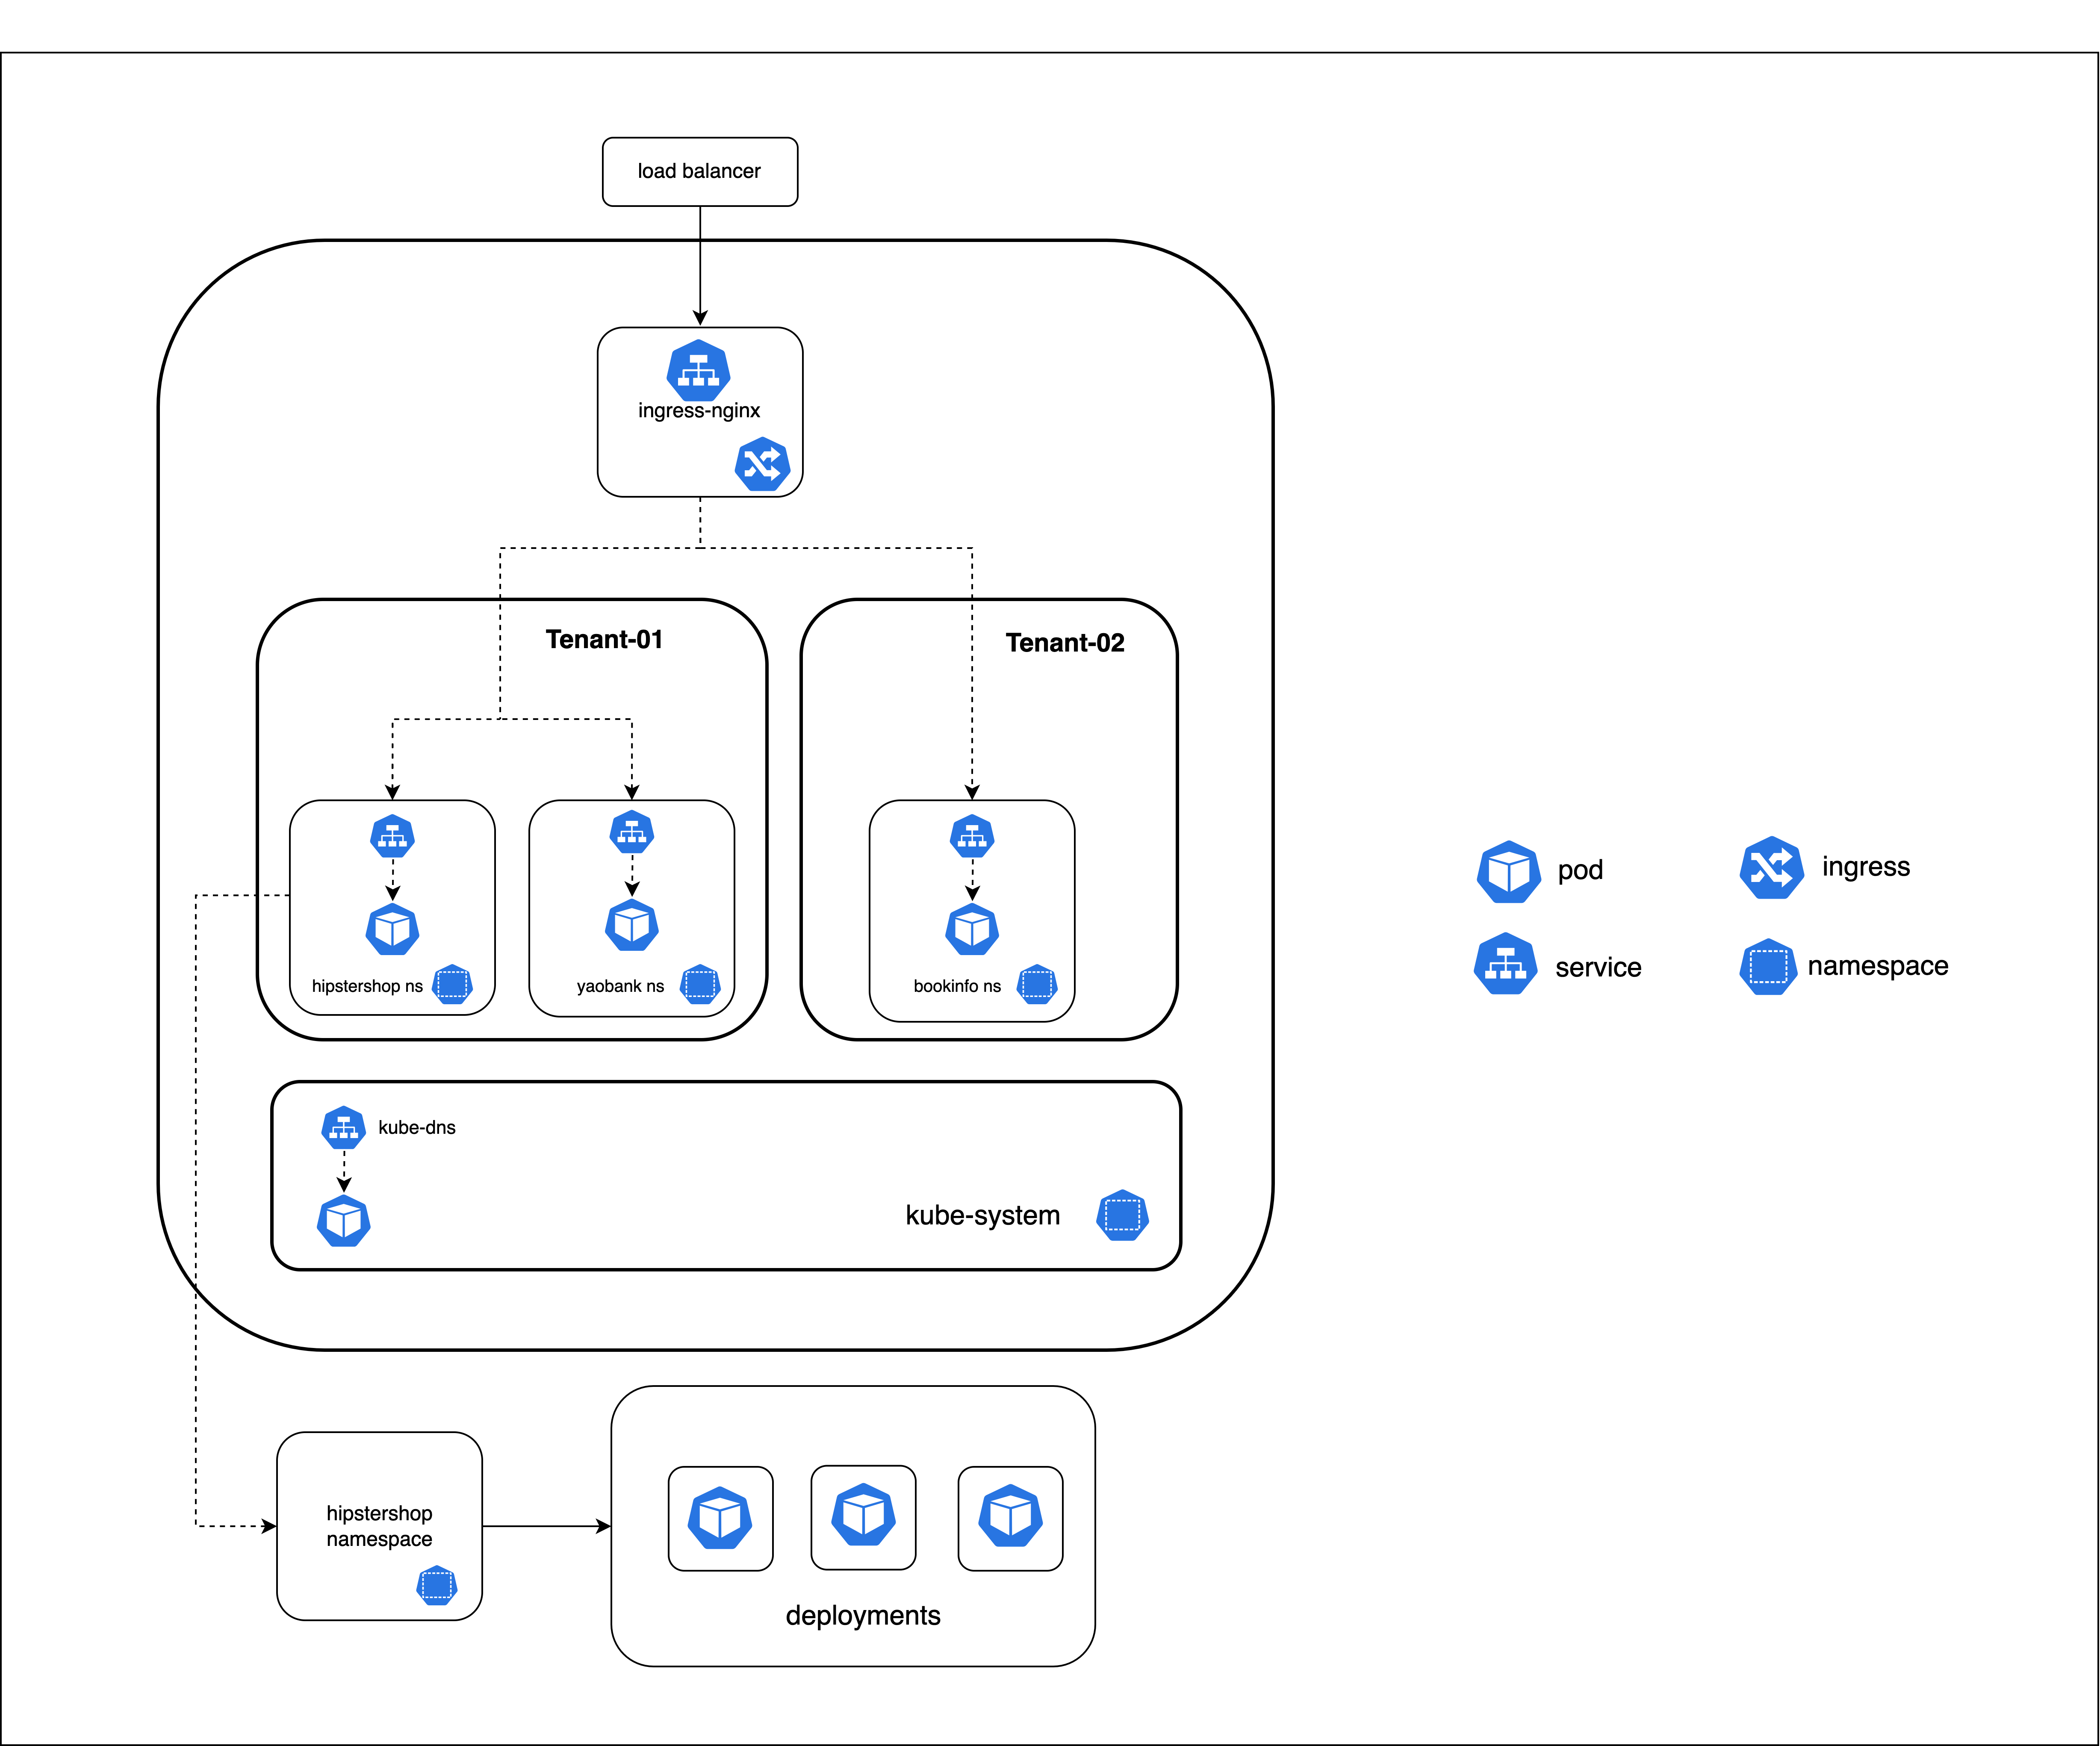 load balancer
ingress-nginx
Tenant-01
Tenant-02
hipstershop ns
yaobank ns
bookinfo ns
pod
ingress
service
namespace
kube-dns
kube-system
hipstershop
namespace
deployments